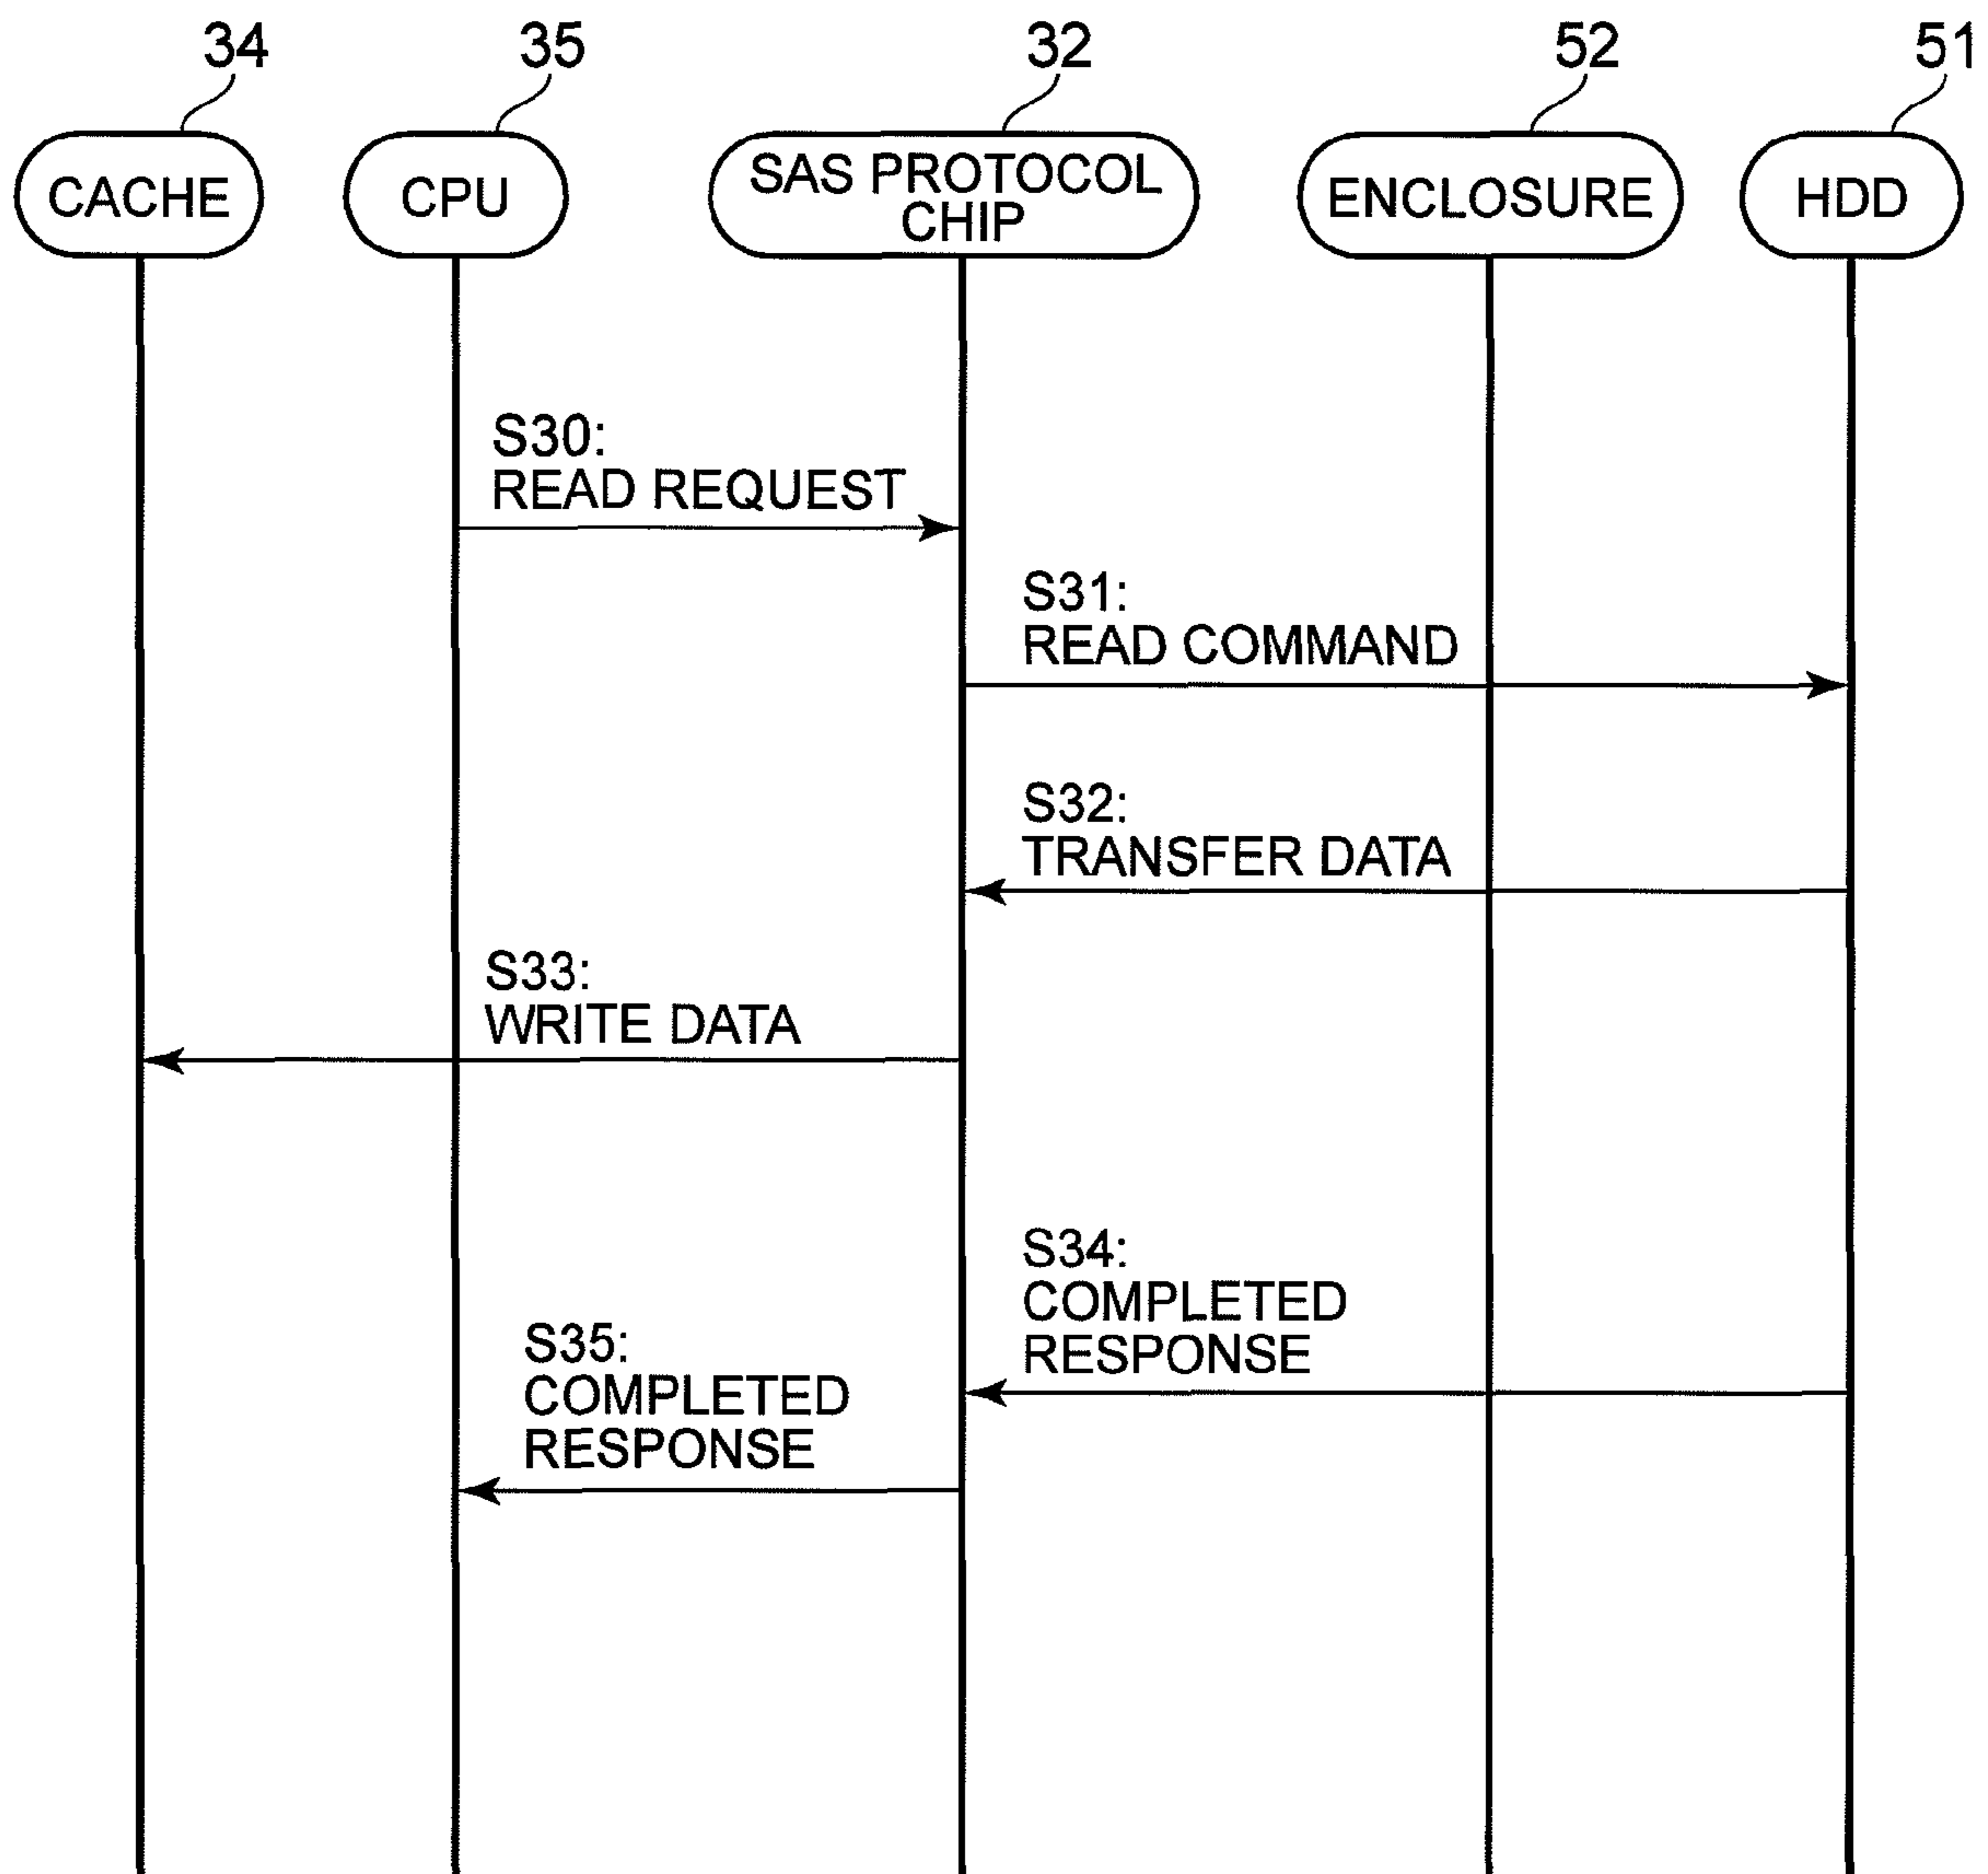 34
35
32
52
51
CACHE
CPU
SAS PROTOCOL
CHIP
ENCLOSURE
HDD
S30:
READ REQUEST
S31:
READ COMMAND
S32:
TRANSFER DATA
S33:
WRITE DATA
S34:
COMPLETED
RESPONSE
S35:
COMPLETED
RESPONSE